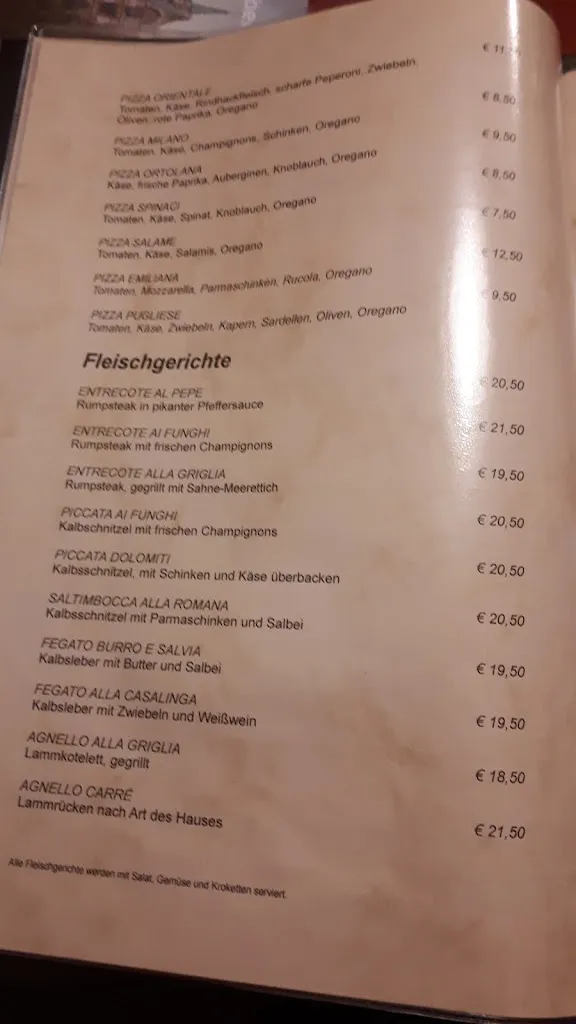 PIZZA ORIENTALE € 11,
Tomaten, Käse, Rindhackfleisch, scharfe Peperoni, Zwiebeln,
Oliven, rote Paprika, Oregano
PIZZA MILANO € 8,50
Tomaten, Käse, Champignons, Schinken, Oregano
PIZZA ORTOLANA € 9,50
Käse, frische Paprika, Auberginen, Knoblauch, Oregano
PIZZA SPINACI € 8,50
Tomaten, Käse, Spinat, Knoblauch, Oregano
PIZZA SALAME € 7,50
Tomaten, Käse, Salamis, Oregano
PIZZA EMILIANA € 12,50
Tomaten, Mozzarella, Parmaschinken, Rucola, Oregano
PIZZA PUGLIESE € 9,50
Tomaten, Käse, Zwiebeln, Kapern, Sardellen, Oliven, Oregano
Fleischgerichte
ENTRECOTE AL PEPE € 20,50
Rumpsteak in pikanter Pfeffersauce
ENTRECOTE AI FUNGHI € 21,50
Rumpsteak mit frischen Champignons
ENTRECOTE ALLA GRIGLIA € 19,50
Rumpsteak, gegrillt mit Sahne-Meerettich
PICCATA AI FUNGHI € 20,50
Kalbschnitzel mit frischen Champignons
PICCATA DOLOMITI € 20,50
Kalbsschnitzel, mit Schinken und Käse überbacken
SALTIMBOCCA ALLA ROMANA € 20,50
Kalbsschnitzel mit Parmaschinken und Salbei
FEGATO BURRO E SALVIA € 19,50
Kalbsleber mit Butter und Salbei
FEGATO ALLA CASALINGA € 19,50
Kalbsleber mit Zwiebeln und Weißwein
AGNELLO ALLA GRIGLIA € 18,50
Lammkotelett, gegrillt
AGNELLO CARRÉ € 21,50
Lammrücken nach Art des Hauses
Alle Fleischgerichte werden mit Salat, Gemüse und Kroketten serviert.